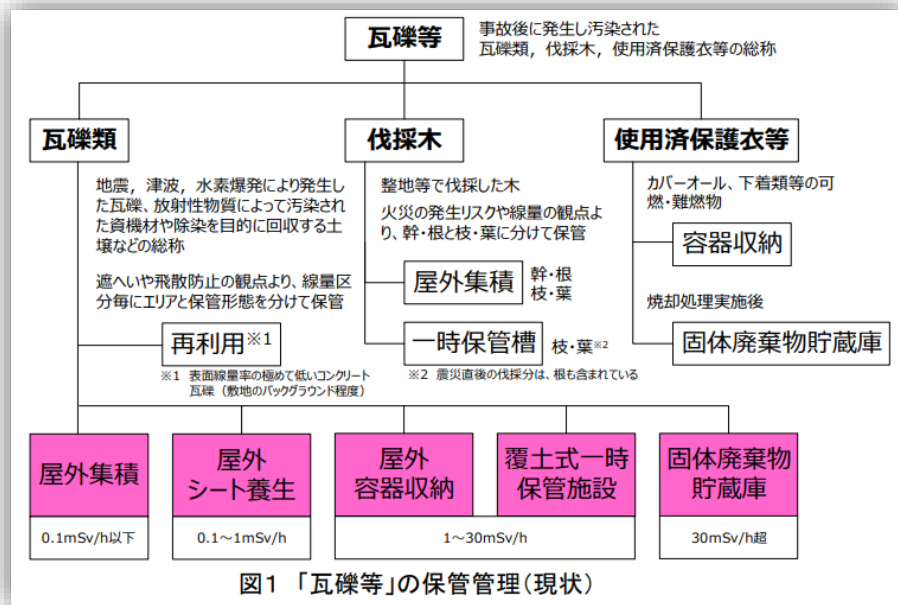 瓦礫等
事故後に発生し汚染された
瓦礫類，伐採木，使用済保護衣等の総称
瓦礫類
地震，津波，水素爆発により発生し
た瓦礫、放射性物質によって汚染され
た資機材や除染を目的に回収する土
壌などの総称
遮へいや飛散防止の観点より、線量区
分毎にエリアと保管形態を分けて保管
再利用※1
※1 表面線量率の極めて低いコンクリート
瓦礫（敷地のバックグラウンド程度）
伐採木
整地等で伐採した木
火災の発生リスクや線量の観点よ
り、幹・根と枝・葉に分けて保管
屋外集積
幹・根
枝・葉
一時保管槽
枝・葉※2
※2 震災直後の伐採分は、根も含まれている
使用済保護衣等
カバーオール、下着類等の可
燃・難燃物
容器収納
焼却処理実施後
固体廃棄物貯蔵庫
屋外集積
0.1mSv/h以下
屋外
シート養生
0.1～1mSv/h
屋外
容器収納
覆土式一時
保管施設
1～30mSv/h
固体廃棄物
貯蔵庫
30mSv/h超
図1 「瓦礫等」の保管管理（現状）